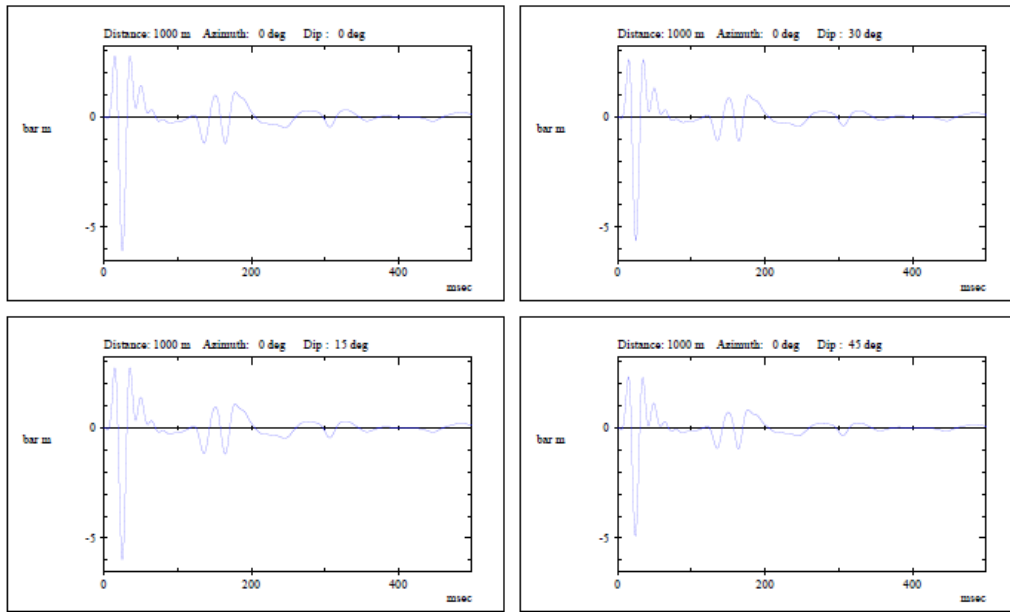 Distance: 1000 m Azimuth: 0 deg Dip : 0 deg
0
bar m
-5
0 200 400
msec
Distance: 1000 m Azimuth: 0 deg Dip : 30 deg
0
bar m
-5
0 200 400
msec
Distance: 1000 m Azimuth: 0 deg Dip : 15 deg
0
bar m
-5
0 200 400
msec
Distance: 1000 m Azimuth: 0 deg Dip : 45 deg
0
bar m
-5
0 200 400
msec